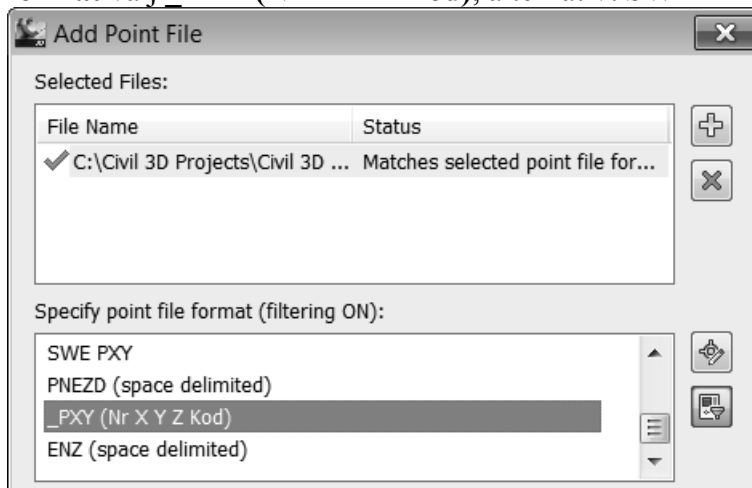 Add Point File
Selected Files:
File Name Status
C:\Civil 3D Projects\Civil 3D ... Matches selected point file for...
Specify point file format (filtering ON):
SWE PXY
PNEZD (space delimited)
_PXY (Nr X Y Z Kod)
ENZ (space delimited)